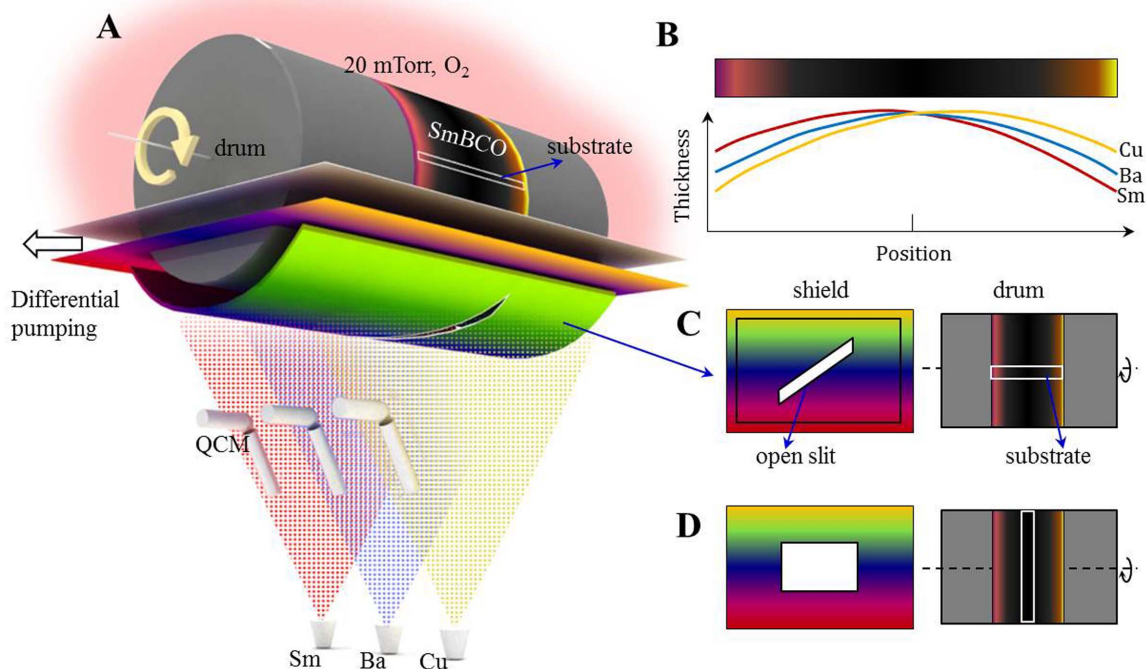 A
20 mTorr, O2
SmBCO
substrate
drum
Differential
pumping
QCM
Sm
Ba
Cu
B
Thickness
Cu
Ba
Sm
Position
shield
drum
C
open slit
substrate
D